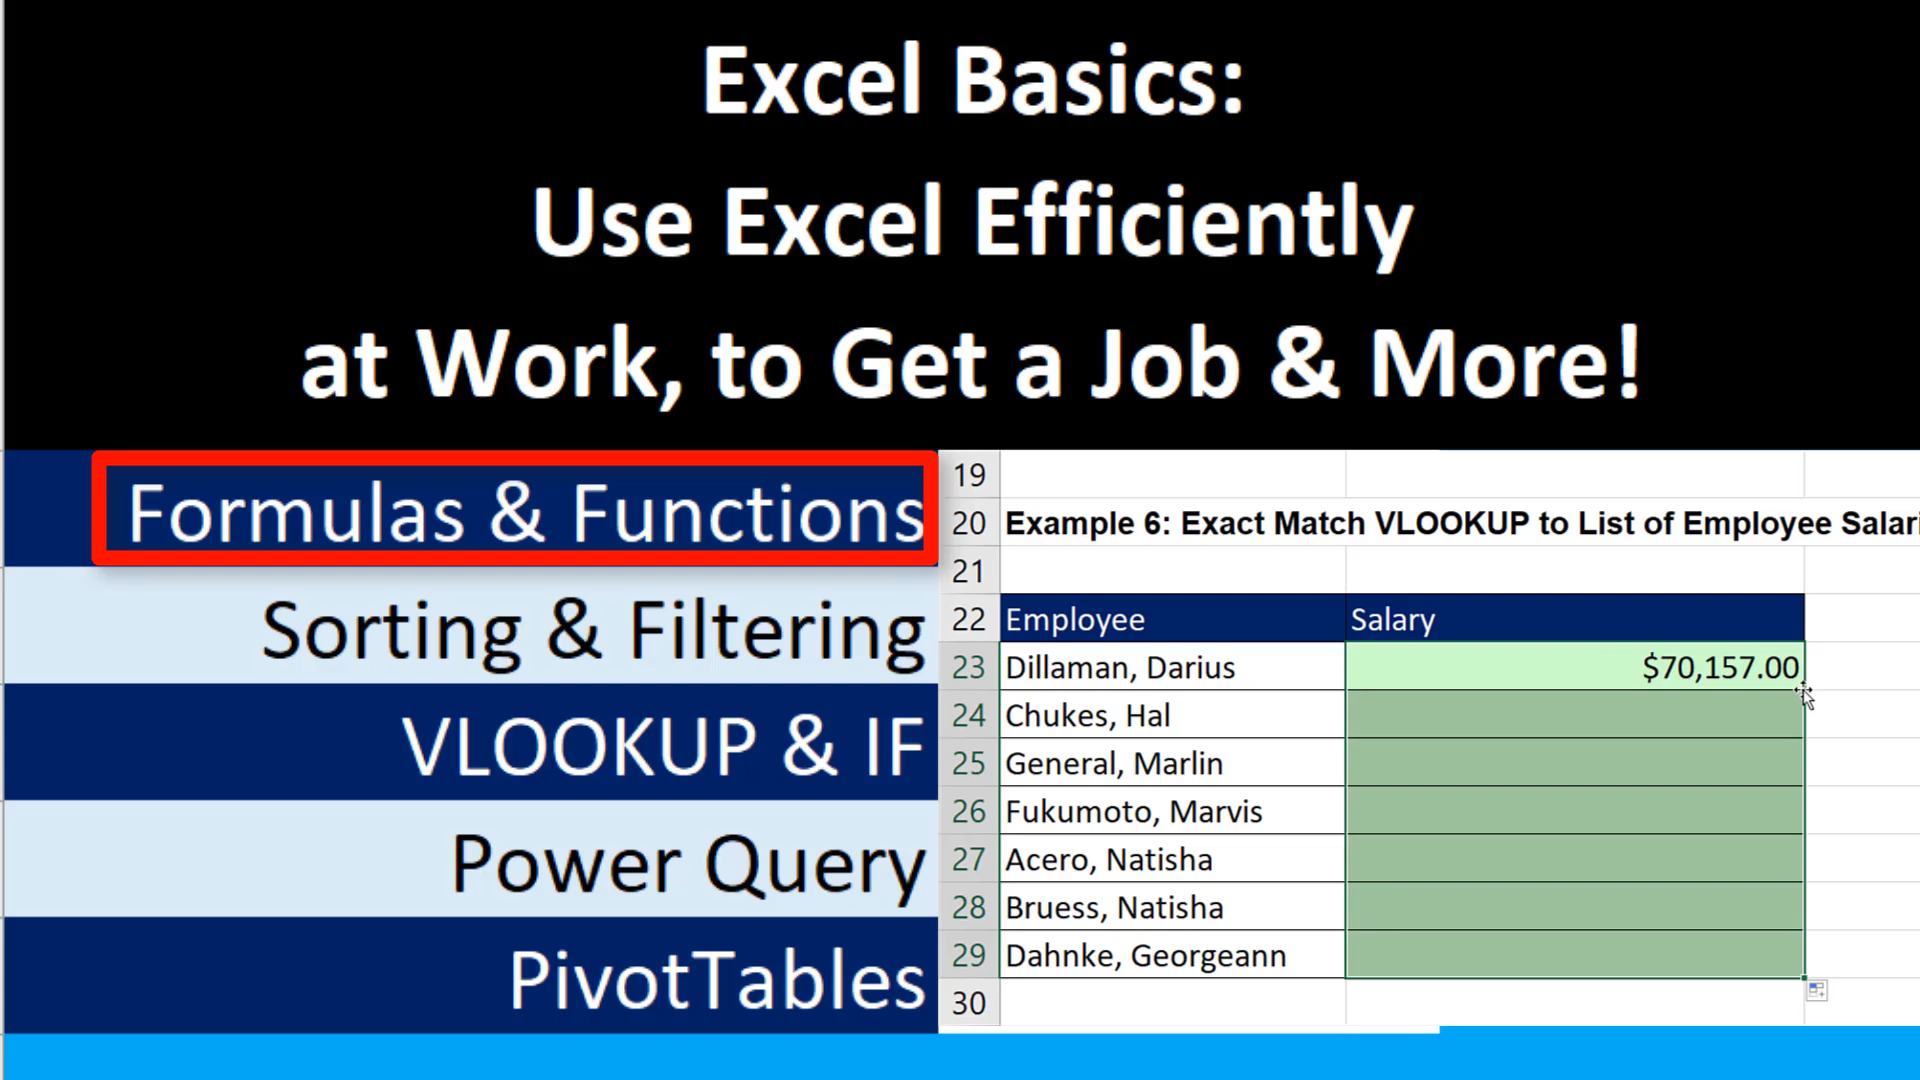 Excel Basics:
Use Excel Efficiently
at Work, to Get a Job & More!
Formulas & Functions
Sorting & Filtering
VLOOKUP & IF
Power Query
PivotTables
19
20 Example 6: Exact Match VLOOKUP to List of Employee Salari
21
22 Employee Salary
23 Dillaman, Darius $70,157.00
24 Chukes, Hal
25 General, Marlin
26 Fukumoto, Marvis
27 Acero, Natisha
28 Bruess, Natisha
29 Dahnke, Georgeann
30